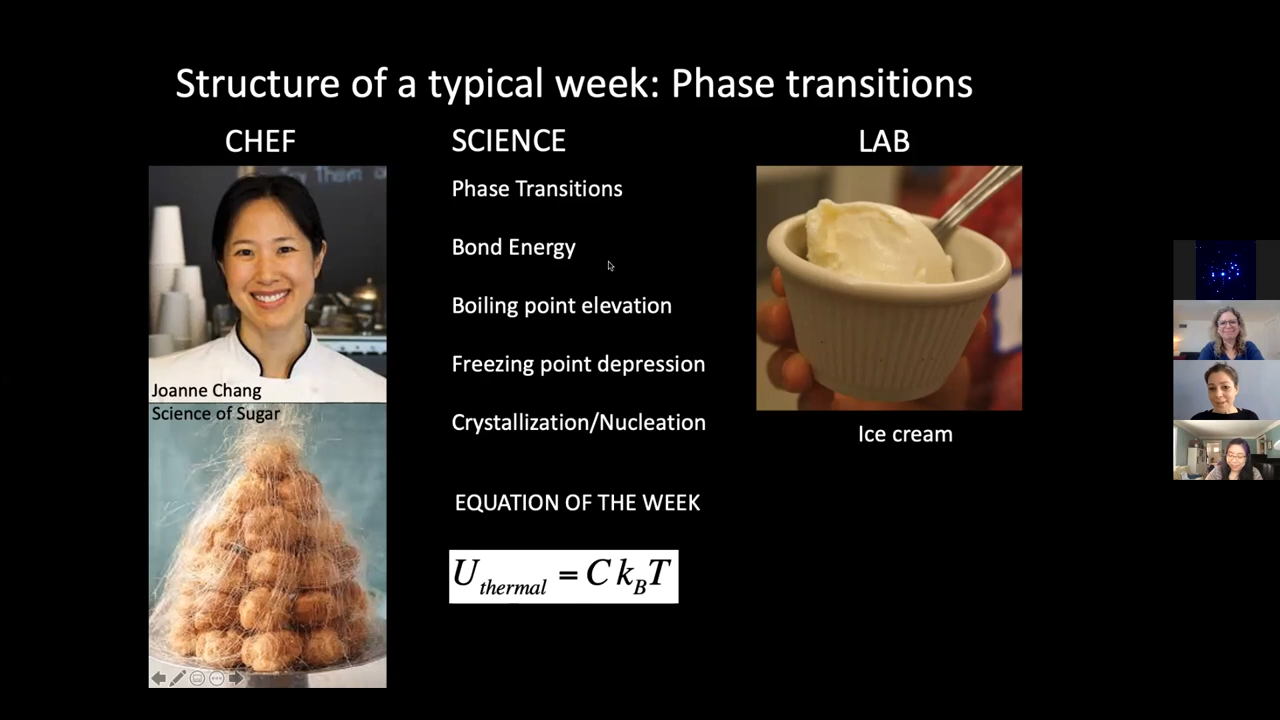 Structure of a typical week: Phase transitions
CHEF
SCIENCE
LAB
Joanne Chang
Science of Sugar
Phase Transitions
Bond Energy
Boiling point elevation
Freezing point depression
Crystallization/Nucleation
Ice cream
EQUATION OF THE WEEK
U_thermal = C k_B T